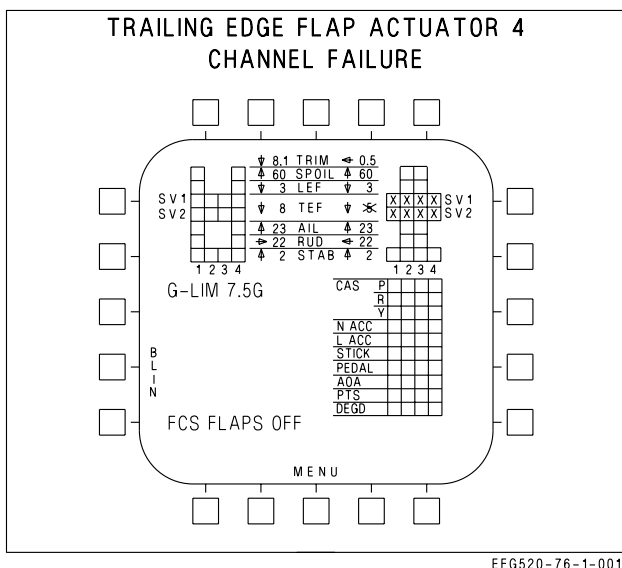 TRAILING EDGE FLAP ACTUATOR 4
CHANNEL FAILURE
8.1 TRIM 0.5
60 SPOIL 60
3 LEF 3
SV1 X X X X SV1
8 TEF
SV2 X X X X SV2
23 AIL 23
22 RUD 22
2 STAB 2
1 2 3 4 1 2 3 4
G-LIM 7.5G
CAS P
R
Y
N ACC
L ACC
STICK
PEDAL
AOA
PTS
DEGD
BLIN
FCS FLAPS OFF
MENU
EFG520-76-1-001